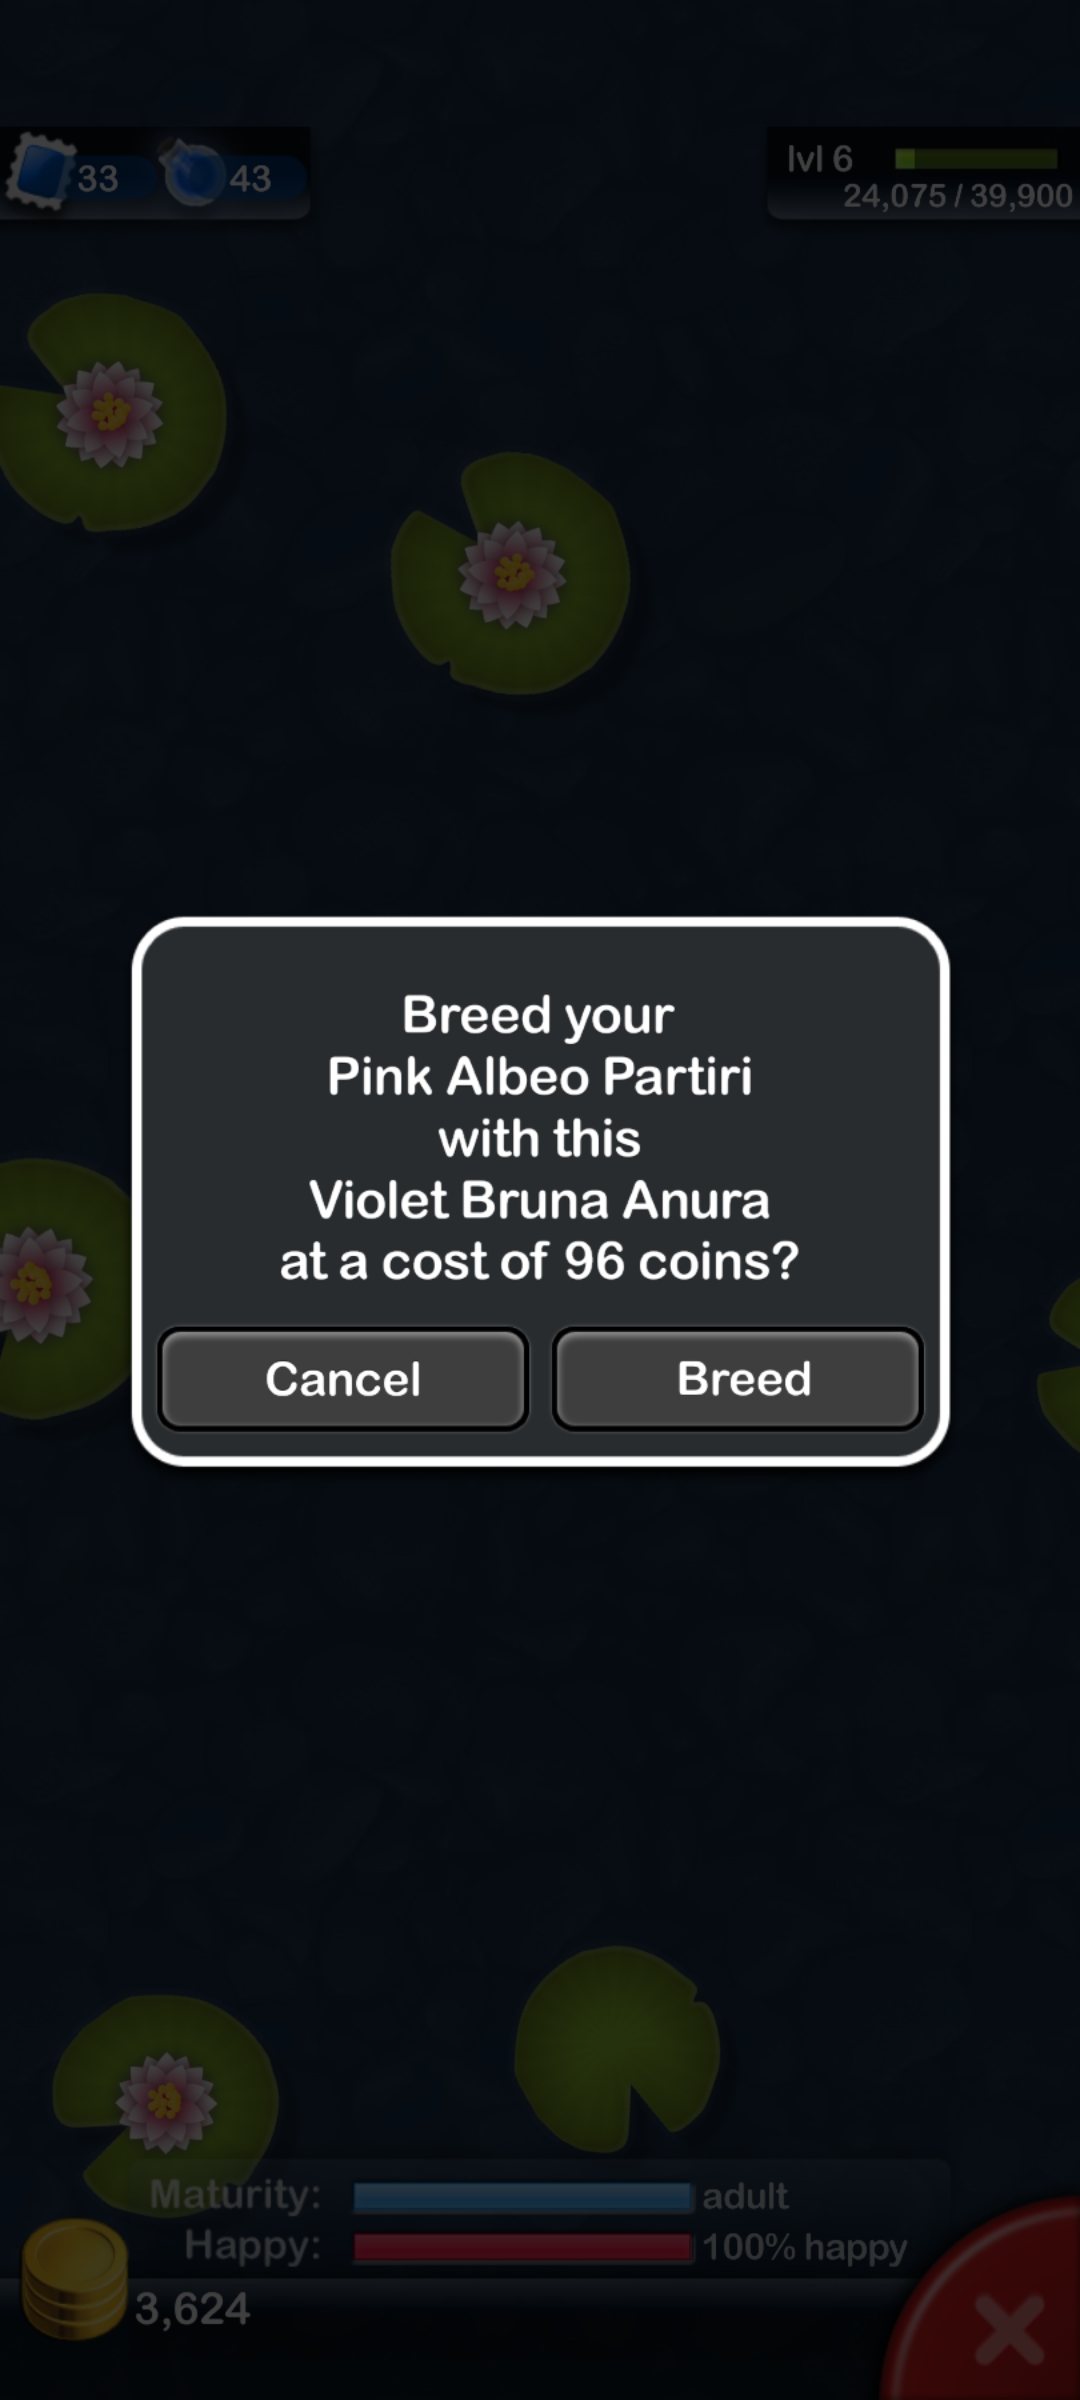 33
43
lvl 6
24,075 / 39,900
Breed your
Pink Albeo Partiri
with this
Violet Bruna Anura
at a cost of 96 coins?
Cancel
Breed
Maturity:
adult
Happy:
100% happy
3,624